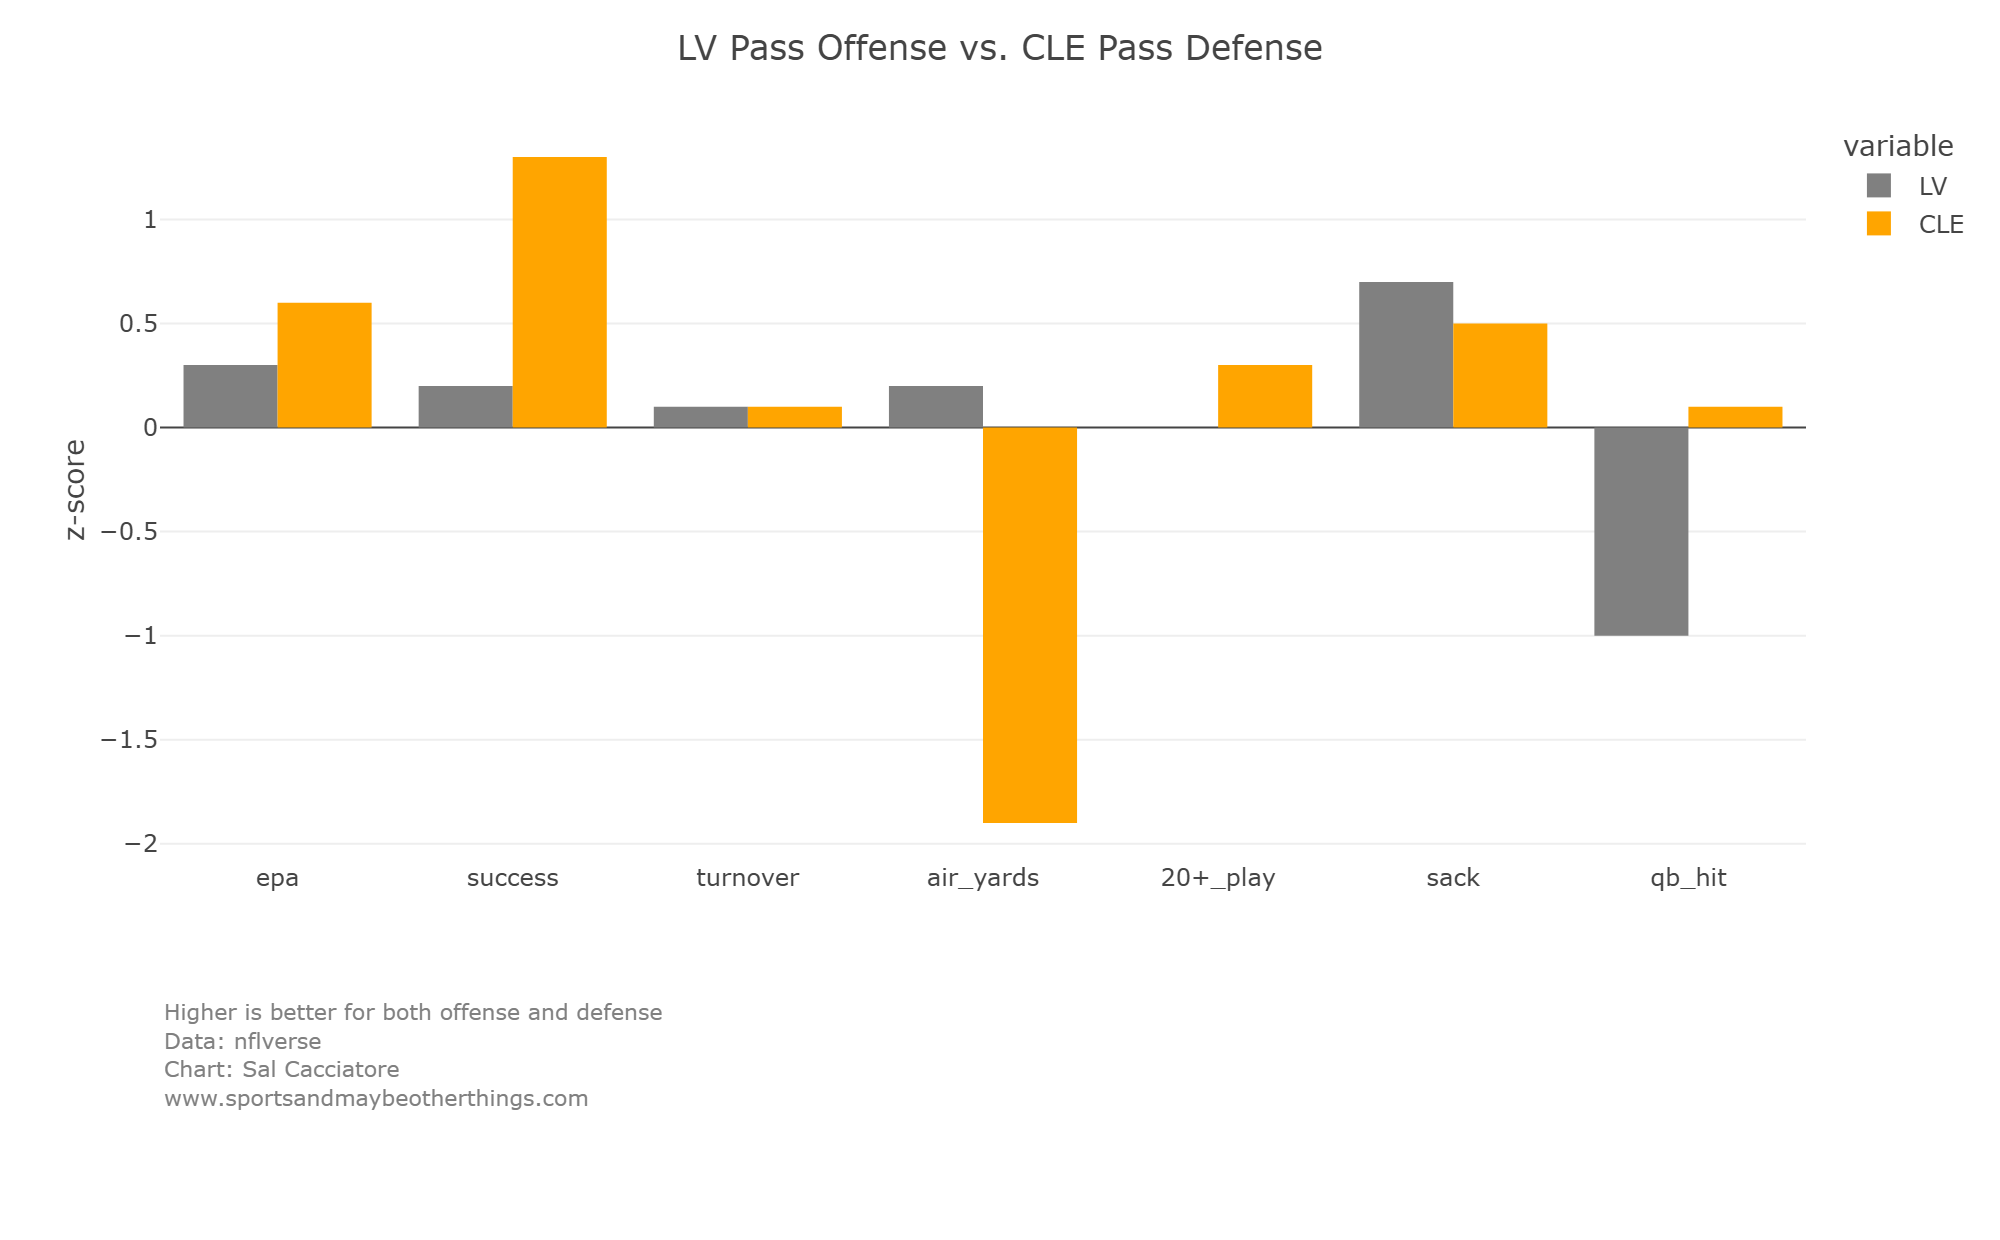 LV Pass Offense vs. CLE Pass Defense
variable
LV
CLE
1
0.5
0
−0.5
−1
−1.5
−2
z-score
epa
success
turnover
air_yards
20+_play
sack
qb_hit
Higher is better for both offense and defense
Data: nflverse
Chart: Sal Cacciatore
www.sportsandmaybeotherthings.com